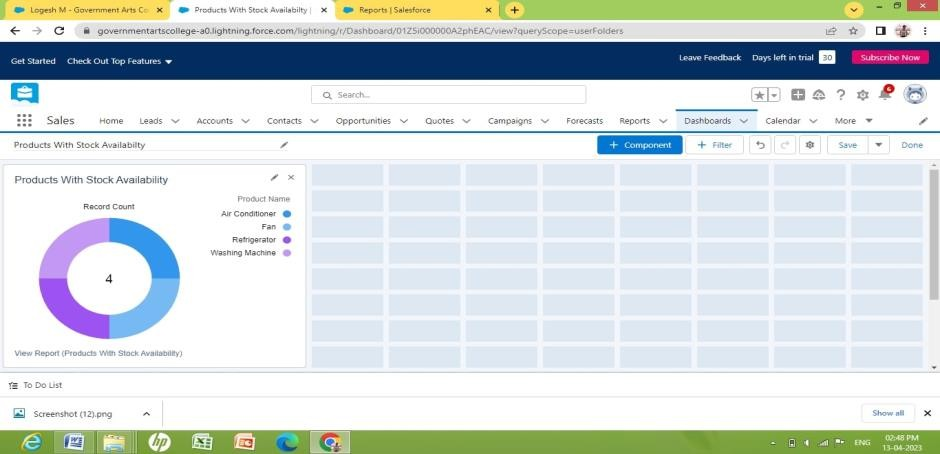 Logesh M - Government Arts Co
Products With Stock Availabilty |
Reports | Salesforce
governmentartscollege-a0.lightning.force.com/lightning/r/Dashboard/01Z5i000000A2phEAC/view?queryScope=userFolders
Get Started Check Out Top Features
Leave Feedback Days left in trial 30 Subscribe Now
Search...
6
Sales Home Leads Accounts Contacts Opportunities Quotes Campaigns Forecasts Reports Dashboards Calendar More
Products With Stock Availabilty
+ Component + Filter Save Done
Products With Stock Availability
Record Count
Product Name
Air Conditioner
Fan
Refrigerator
Washing Machine
4
View Report (Products With Stock Availability)
To Do List
Screenshot (12).png
Show all
ENG
02:48 PM
13-04-2023